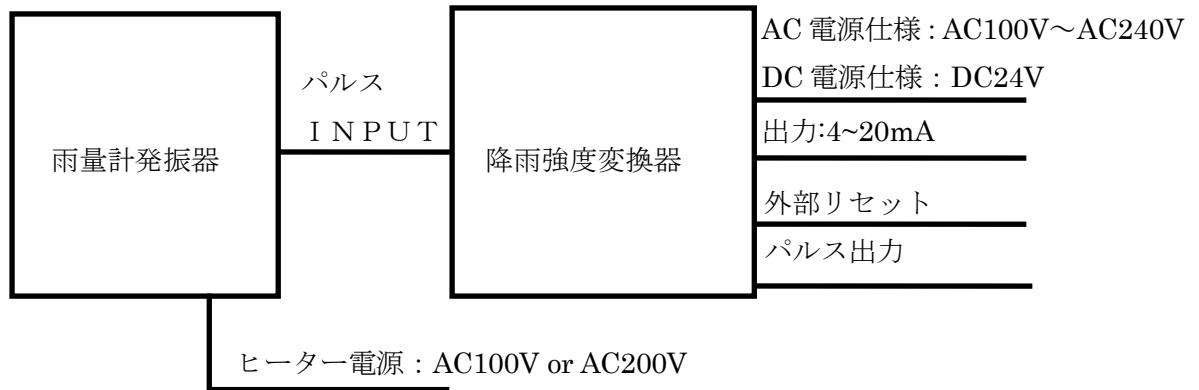 雨量計発振器
パルス
ＩＮＰＵＴ
降雨強度変換器
AC 電源仕様 : AC100V～AC240V
DC 電源仕様：DC24V
出力:4~20mA
外部リセット
パルス出力
ヒーター電源：AC100V or AC200V